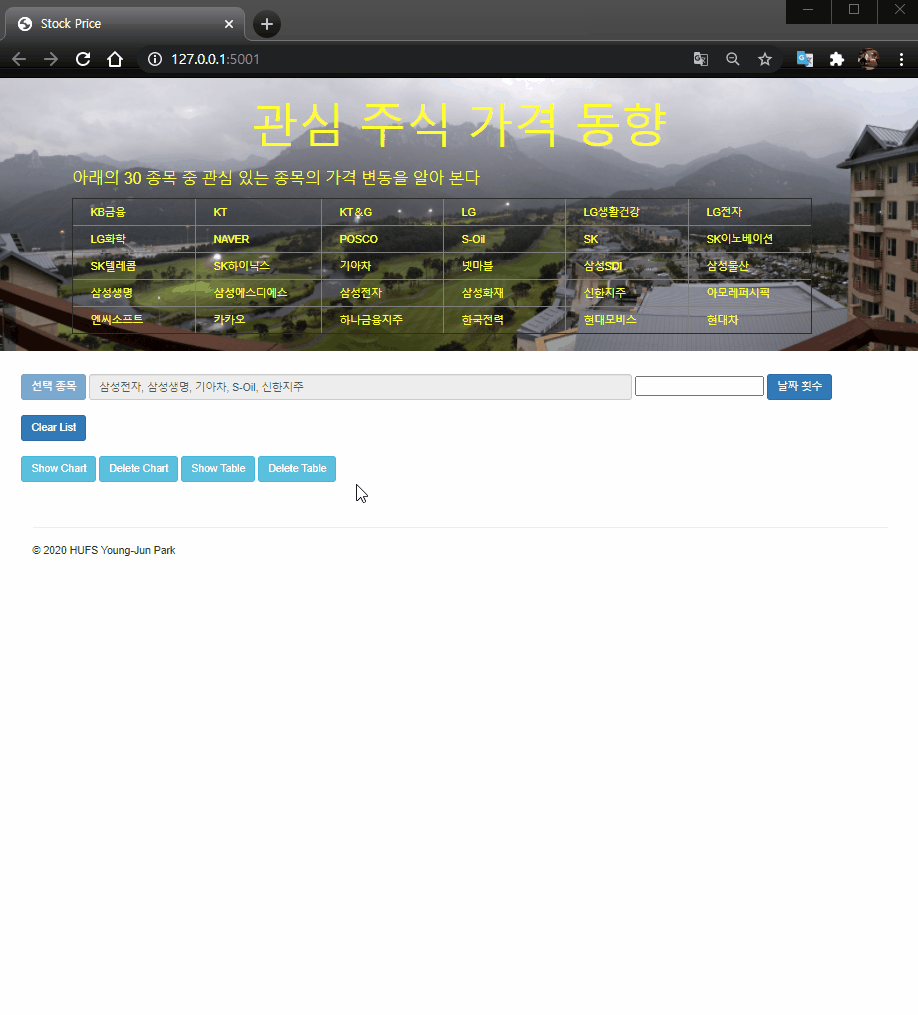 Stock Price
127.0.0.1:5001
관심 주식 가격 동향
아래의 30 종목 중 관심 있는 종목의 가격 변동을 알아 본다
KB금융 KT KT&G LG LG생활건강 LG전자
LG화학 NAVER POSCO S-Oil SK SK이노베이션
SK텔레콤 SK하이닉스 기아차 넷마블 삼성SDI 삼성물산
삼성생명 삼성에스디에스 삼성전자 삼성화재 신한지주 아모레퍼시픽
엔씨소프트 카카오 하나금융지주 한국전력 현대모비스 현대차
선택 종목 삼성전자, 삼성생명, 기아차, S-Oil, 신한지주 날짜 횟수
Clear List
Show Chart Delete Chart Show Table Delete Table
© 2020 HUFS Young-Jun Park